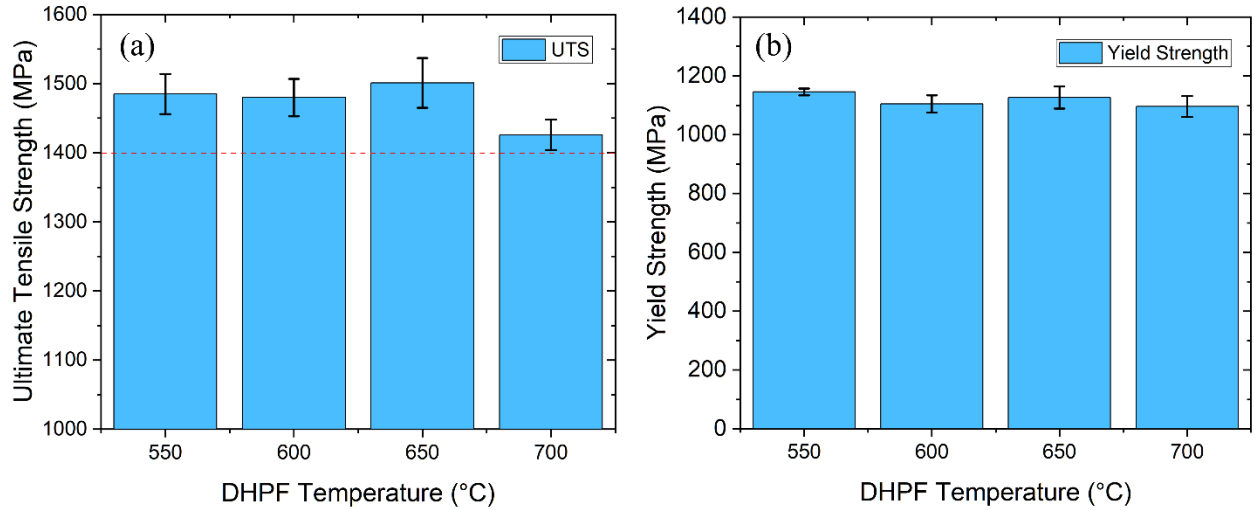 (a)
UTS
Ultimate Tensile Strength (MPa)
1600
1500
1400
1300
1200
1100
1000
550 600 650 700
DHPF Temperature (°C)
(b)
Yield Strength
Yield Strength (MPa)
1400
1200
1000
800
600
400
200
0
550 600 650 700
DHPF Temperature (°C)